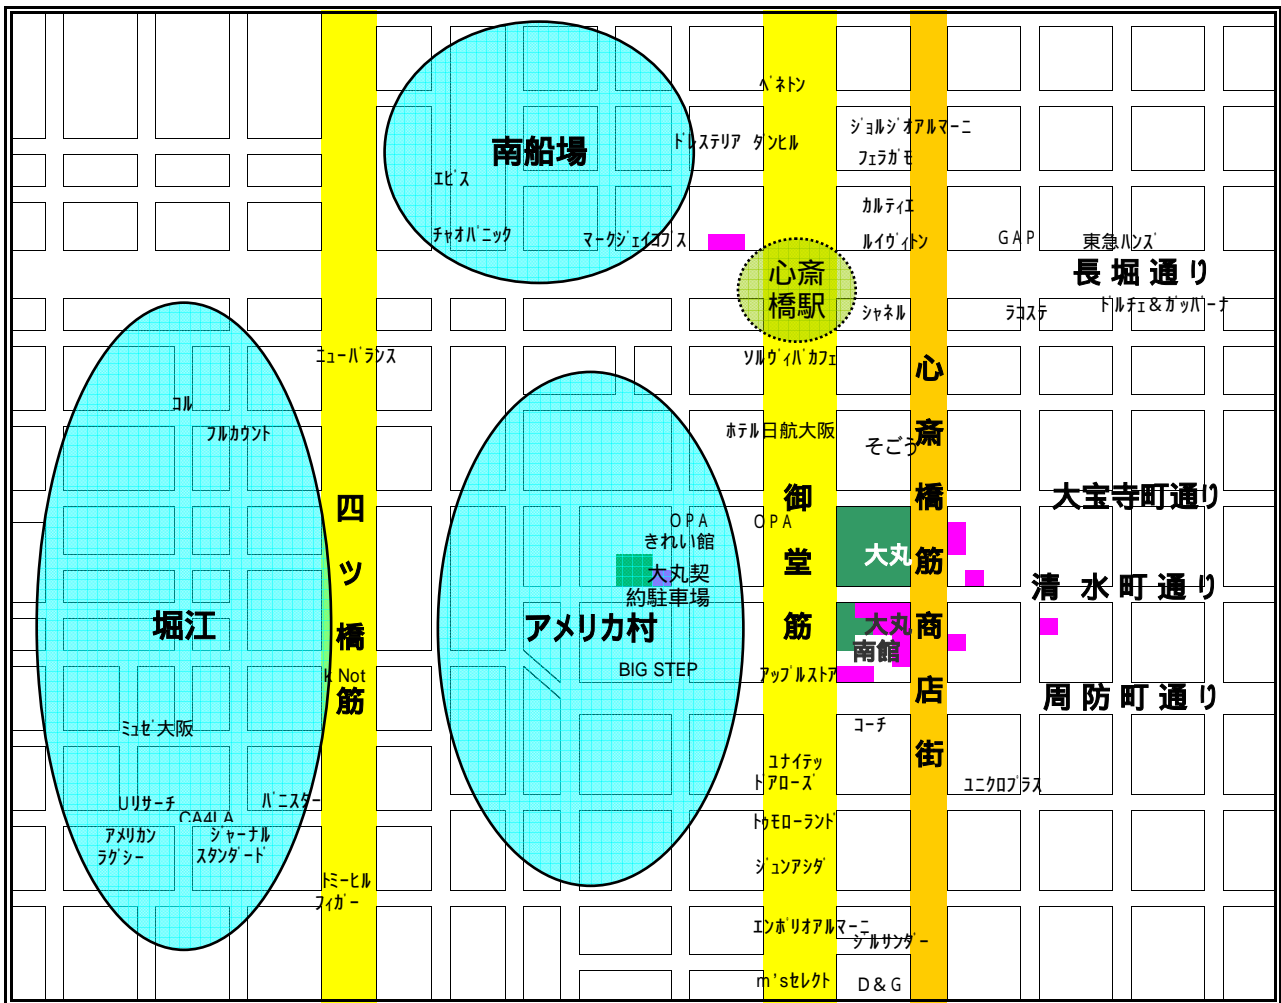 ﾍﾞﾈﾄﾝ
ｼﾞｮﾙｼﾞｵｱﾙﾏｰﾆ
ﾄﾞﾚｽﾃﾘｱ ﾀﾞﾝﾋﾙ
南船場
ﾌｪﾗｶﾞﾓ
ｴﾋﾞｽ
ｶﾙﾃｨｴ
ﾁｬｵﾊﾟﾆｯｸ
ﾏｰｸｼﾞｪｲｺﾌﾞｽ
ﾙｲｳﾞｨﾄﾝ
GAP
東急ﾊﾝｽﾞ
心斎
橋駅
長堀通り
ｼｬﾈﾙ
ﾗｺｽﾃ
ﾄﾞﾙﾁｪ＆ｶﾞｯﾊﾞｰﾅ
ﾆｭｰﾊﾞﾗﾝｽ
ｿﾙｳﾞｨﾊﾞｶﾌｪ
ｺﾙ
ﾌﾙｶｳﾝﾄ
ﾎﾃﾙ日航大阪
そごう
四ツ橋筋
御堂筋
心斎橋筋商店街
大宝寺町通り
OPA
きれい館
OPA
大丸
大丸契
約駐車場
清水町通り
堀江
アメリカ村
大丸
南館
BIG STEP
k Not
ｱｯﾌﾟﾙｽﾄｱ
周防町通り
ﾐｭｾﾞ大阪
ｺｰﾁ
ﾕﾅｲﾃｯ
ﾄﾞｱﾛｰｽﾞ
ﾕﾆｸﾛﾌﾟﾗｽ
Uﾘｻｰﾁ
CA4LA
ﾊﾞﾆｽﾀｰ
ﾄｩﾓﾛｰﾗﾝﾄﾞ
ｱﾒﾘｶﾝ
ﾗｸﾞｼｰ
ｼﾞｬｰﾅﾙ
ｽﾀﾝﾀﾞｰﾄﾞ
ｼﾞｭﾝｱｼﾀﾞ
ﾄﾐｰﾋﾙ
ﾌｨｶﾞｰ
ｴﾝﾎﾟﾘｵｱﾙﾏｰﾆ
ｼﾞﾙｻﾝﾀﾞｰ
m'sｾﾚｸﾄ
D&G